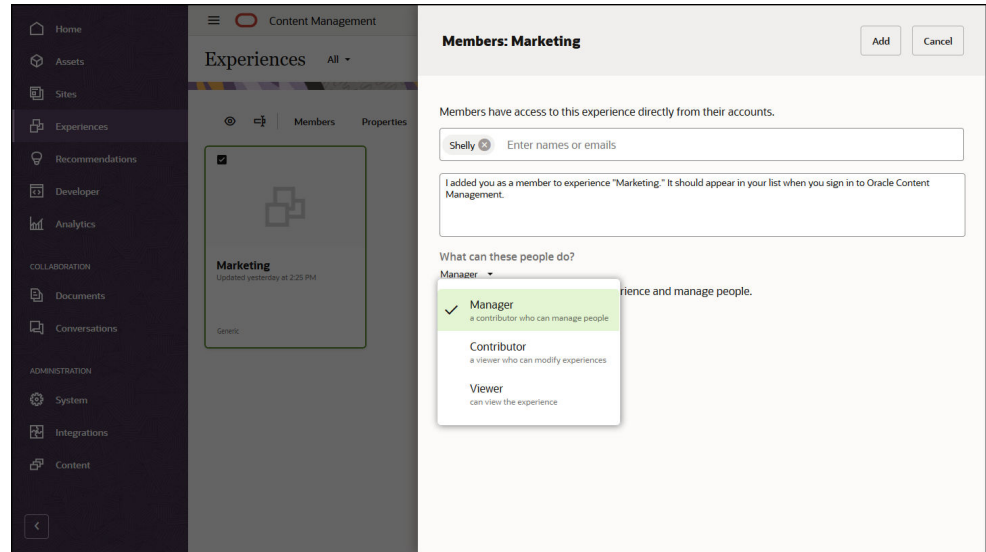 Home
Assets
Sites
Experiences
Recommendations
Developer
Analytics
COLLABORATION
Documents
Conversations
ADMINISTRATION
System
Integrations
Content
Content Management
Experiences All
Members Properties
Marketing
Updated yesterday at 2:25 PM
Generic
Members: Marketing
Add Cancel
Members have access to this experience directly from their accounts.
Shelly Enter names or emails
I added you as a member to experience "Marketing." It should appear in your list when you sign in to Oracle Content
Management.
What can these people do?
Manager
rience and manage people.
Manager
a contributor who can manage people
Contributor
a viewer who can modify experiences
Viewer
can view the experience